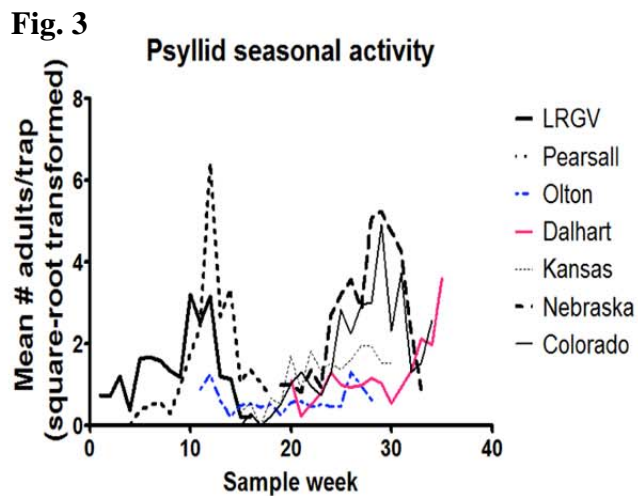 Fig. 3
Psyllid seasonal activity
Mean # adults/trap
(square-root transformed)
8
6
4
2
0
0 10 20 30 40
Sample week
LRGV
Pearsall
Olton
Dalhart
Kansas
Nebraska
Colorado